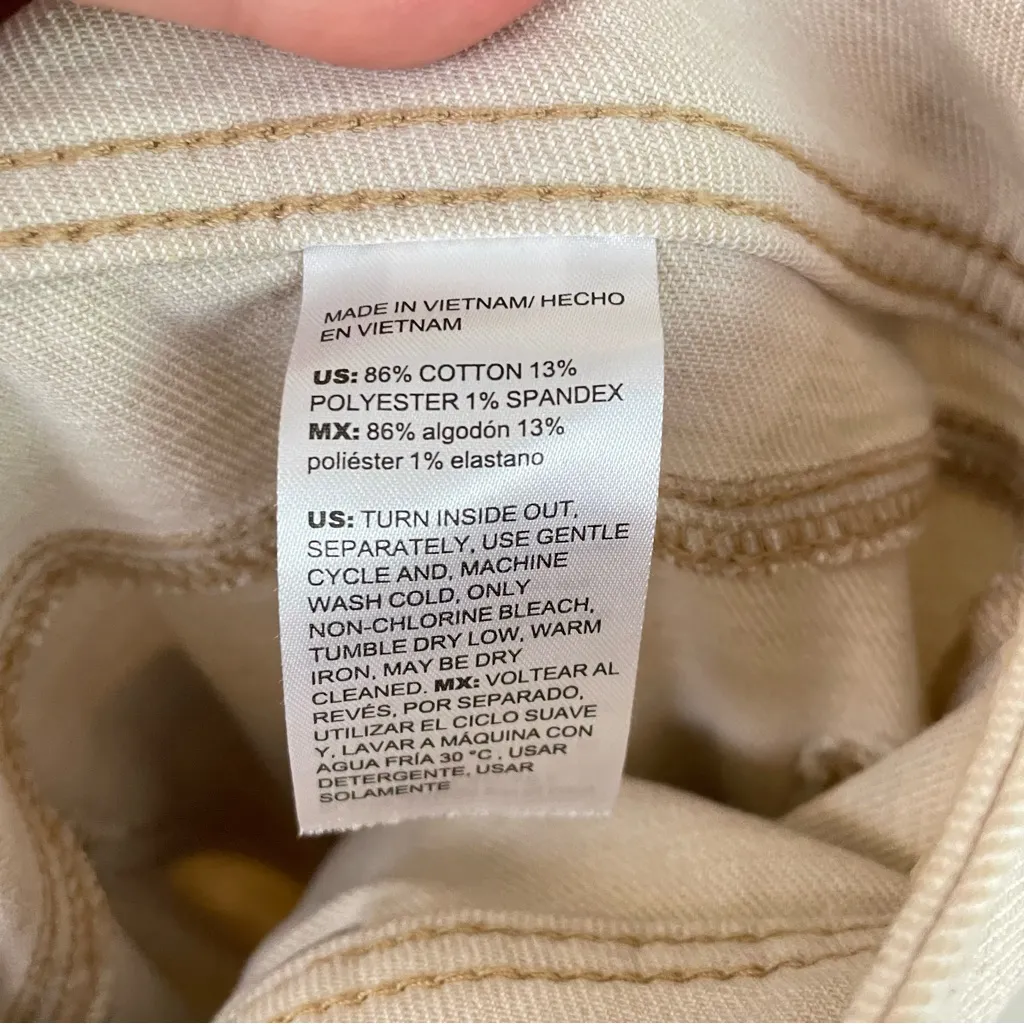 MADE IN VIETNAM/ HECHO
EN VIETNAM
US: 86% COTTON 13%
POLYESTER 1% SPANDEX
MX: 86% algodón 13%
poliéster 1% elastano
US: TURN INSIDE OUT,
SEPARATELY, USE GENTLE
CYCLE AND, MACHINE
WASH COLD, ONLY
NON-CHLORINE BLEACH,
TUMBLE DRY LOW, WARM
IRON, MAY BE DRY
CLEANED. MX: VOLTEAR AL
REVÉS, POR SEPARADO,
UTILIZAR EL CICLO SUAVE
Y, LAVAR A MÁQUINA CON
AGUA FRÍA 30 °C , USAR
DETERGENTE, USAR
SOLAMENTE